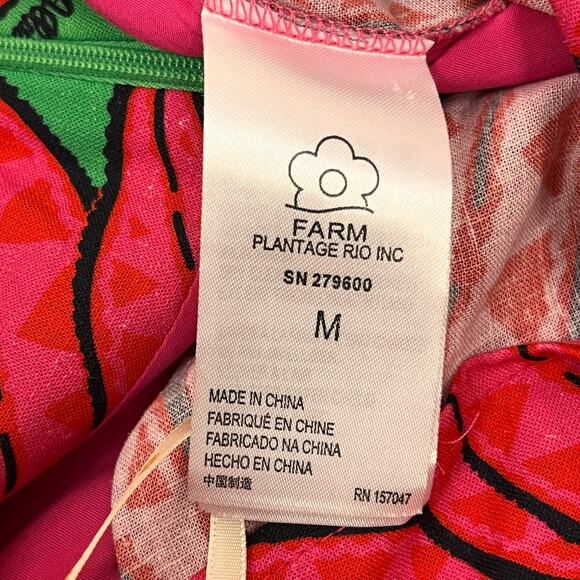 FARM
PLANTAGE RIO INC
SN 279600
M
MADE IN CHINA
FABRIQUÉ EN CHINE
FABRICADO NA CHINA
HECHO EN CHINA
中国制造
RN 157047